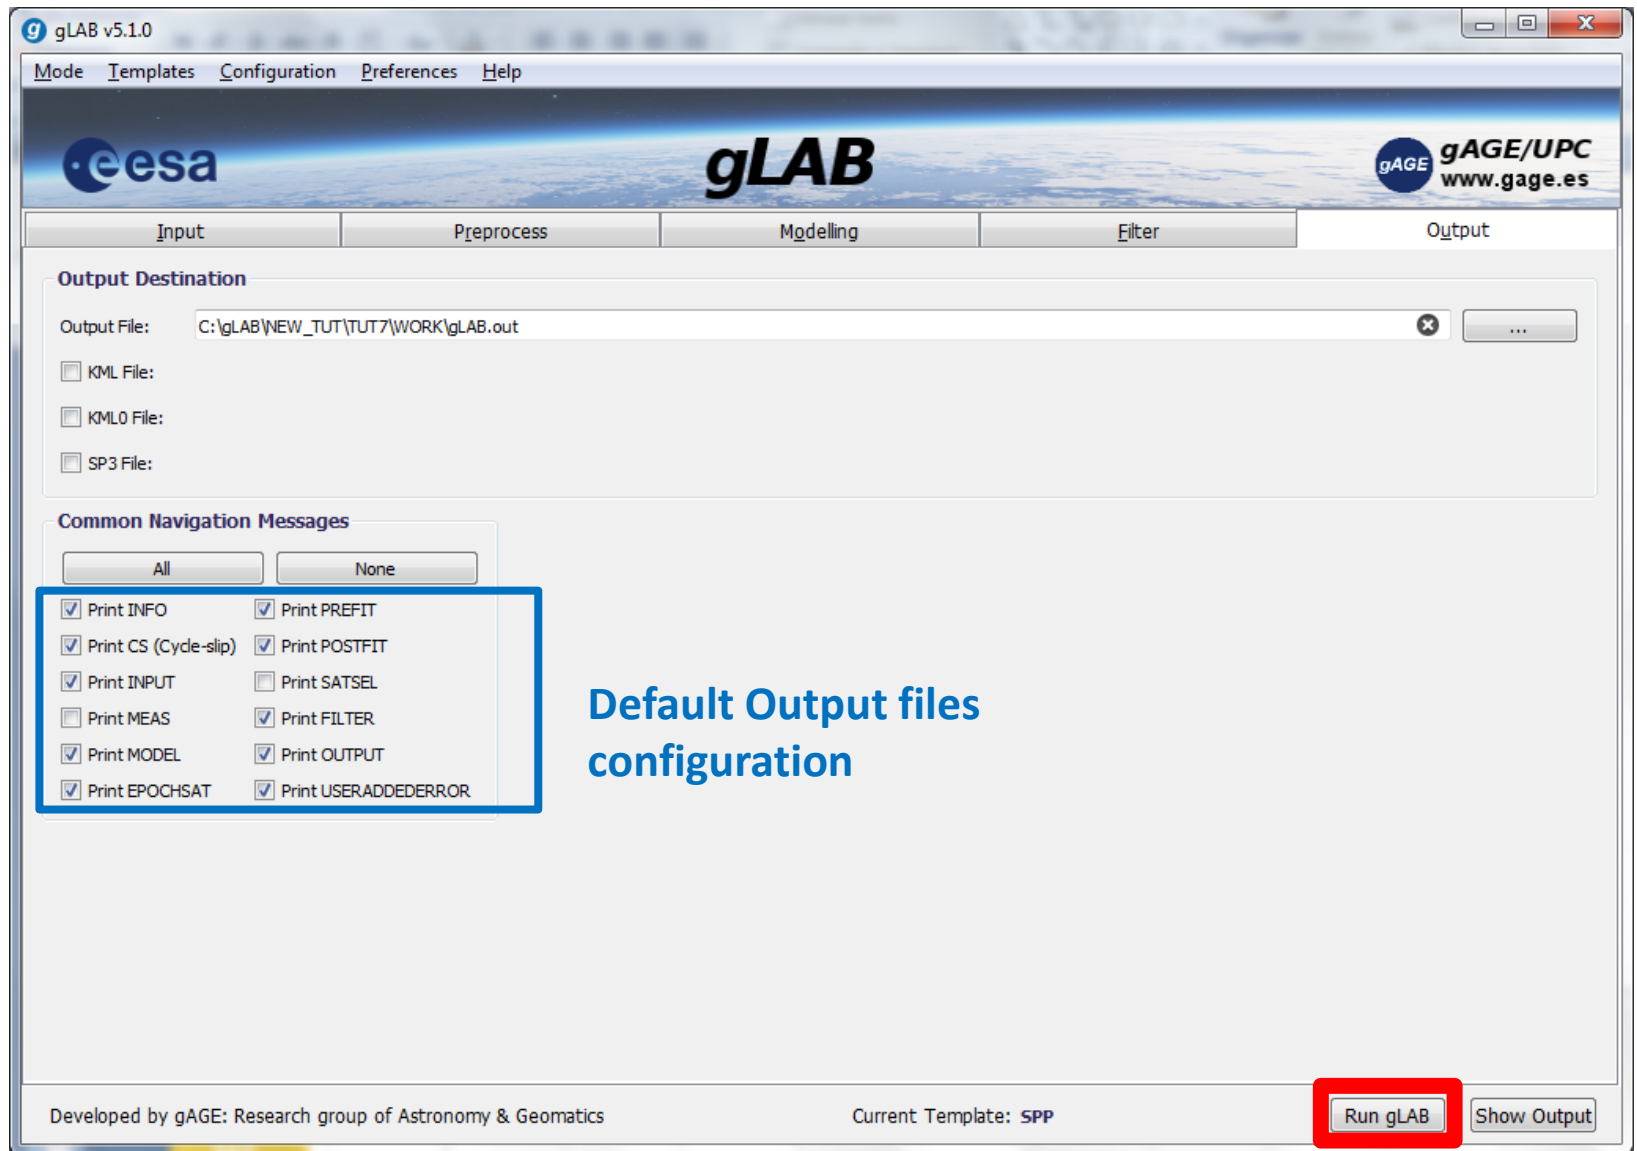 gLAB v5.1.0
Mode Templates Configuration Preferences Help
esa
gLAB
gAGE
gAGE/UPC
www.gage.es
Input Preprocess Modelling Filter Output
Output Destination
Output File: C:\gLAB\NEW_TUT\TUT7\WORK\gLAB.out ...
KML File:
KML0 File:
SP3 File:
Common Navigation Messages
All None
Print INFO Print PREFIT
Print CS (Cycle-slip) Print POSTFIT
Print INPUT Print SATSEL
Print MEAS Print FILTER
Print MODEL Print OUTPUT
Print EPOCHSAT Print USERADDEDERROR
Default Output files
configuration
Developed by gAGE: Research group of Astronomy & Geomatics Current Template: SPP Run gLAB Show Output